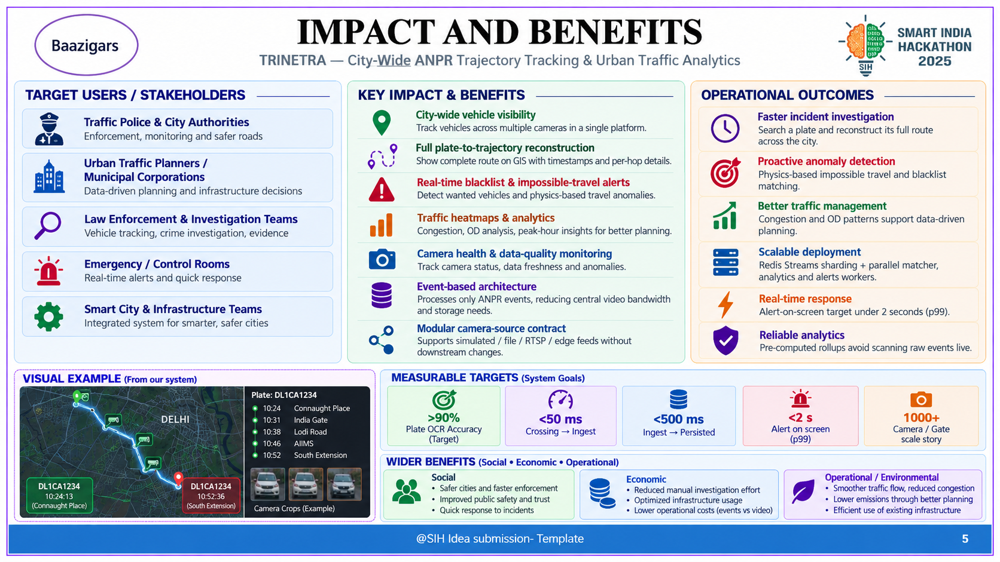 Baazigars
IMPACT AND BENEFITS
TRINETRA — City-Wide ANPR Trajectory Tracking & Urban Traffic Analytics
SIH
SMART INDIA
HACKATHON
2025
TARGET USERS / STAKEHOLDERS
Traffic Police & City Authorities
Enforcement, monitoring and safer roads
Urban Traffic Planners /
Municipal Corporations
Data-driven planning and infrastructure decisions
Law Enforcement & Investigation Teams
Vehicle tracking, crime investigation, evidence
Emergency / Control Rooms
Real-time alerts and quick response
Smart City & Infrastructure Teams
Integrated system for smarter, safer cities
KEY IMPACT & BENEFITS
City-wide vehicle visibility
Track vehicles across multiple cameras in a single platform.
Full plate-to-trajectory reconstruction
Show complete route on GIS with timestamps and per-hop details.
Real-time blacklist & impossible-travel alerts
Detect wanted vehicles and physics-based travel anomalies.
Traffic heatmaps & analytics
Congestion, OD analysis, peak-hour insights for better planning.
Camera health & data-quality monitoring
Track camera status, data freshness and anomalies.
Event-based architecture
Processes only ANPR events, reducing central video bandwidth
and storage needs.
Modular camera-source contract
Supports simulated / file / RTSP / edge feeds without
downstream changes.
OPERATIONAL OUTCOMES
Faster incident investigation
Search a plate and reconstruct its full route
across the city.
Proactive anomaly detection
Physics-based impossible travel and blacklist
matching.
Better traffic management
Congestion and OD patterns support data-driven
planning.
Scalable deployment
Redis Streams sharding + parallel matcher,
analytics and alerts workers.
Real-time response
Alert-on-screen target under 2 seconds (p99).
Reliable analytics
Pre-computed rollups avoid scanning raw events live.
VISUAL EXAMPLE (From our system)
DELHI
DL1CA1234
10:24:13
(Connaught Place)
DL1CA1234
10:52:36
(South Extension)
Plate: DL1CA1234
10:24 Connaught Place
10:31 India Gate
10:38 Lodi Road
10:46 AIIMS
10:52 South Extension
Camera Crops (Example)
MEASURABLE TARGETS (System Goals)
>90%
Plate OCR Accuracy
(Target)
<50 ms
Crossing → Ingest
<500 ms
Ingest → Persisted
<2 s
Alert on screen
(p99)
1000+
Camera / Gate
scale story
WIDER BENEFITS (Social • Economic • Operational)
Social
• Safer cities and faster enforcement
• Improved public safety and trust
• Quick response to incidents
Economic
• Reduced manual investigation effort
• Optimized infrastructure usage
• Lower operational costs (events vs video)
Operational / Environmental
• Smoother traffic flow, reduced congestion
• Lower emissions through better planning
• Efficient use of existing infrastructure
@SIH Idea submission- Template
5